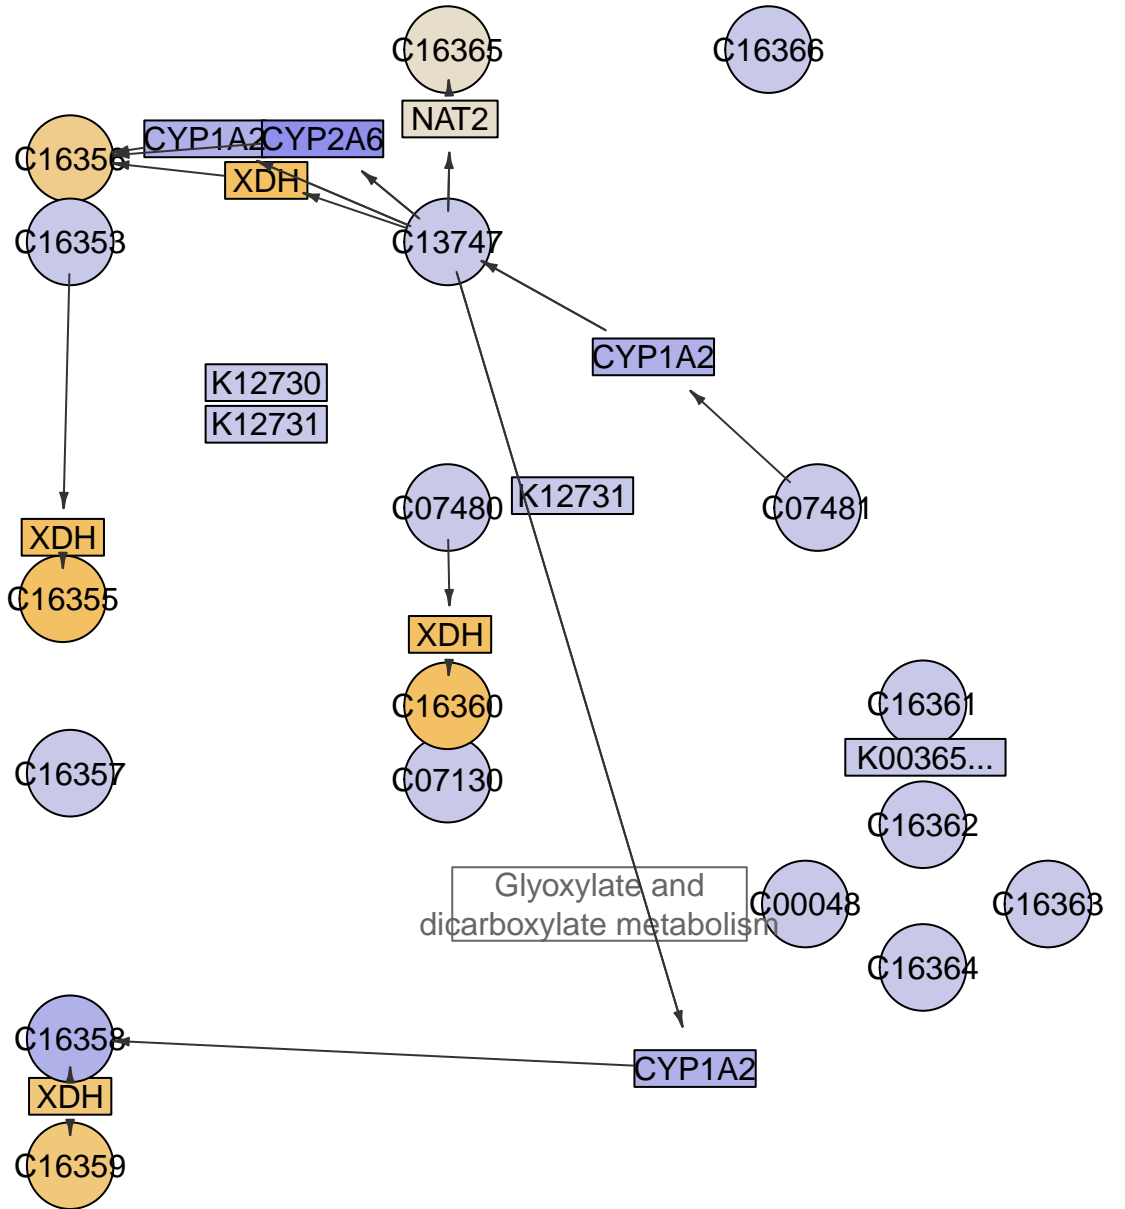 C16365
C16366
NAT2
CYP1A2
CYP2A6
C16356
XDH
C16353
C13747
CYP1A2
K12730
K12731
K12731
C07480
C07481
XDH
C16355
XDH
C16360
C16361
K00365...
C16357
C07130
C16362
Glyoxylate and
dicarboxylate metabolism
C00048
C16363
C16364
C16358
CYP1A2
XDH
C16359